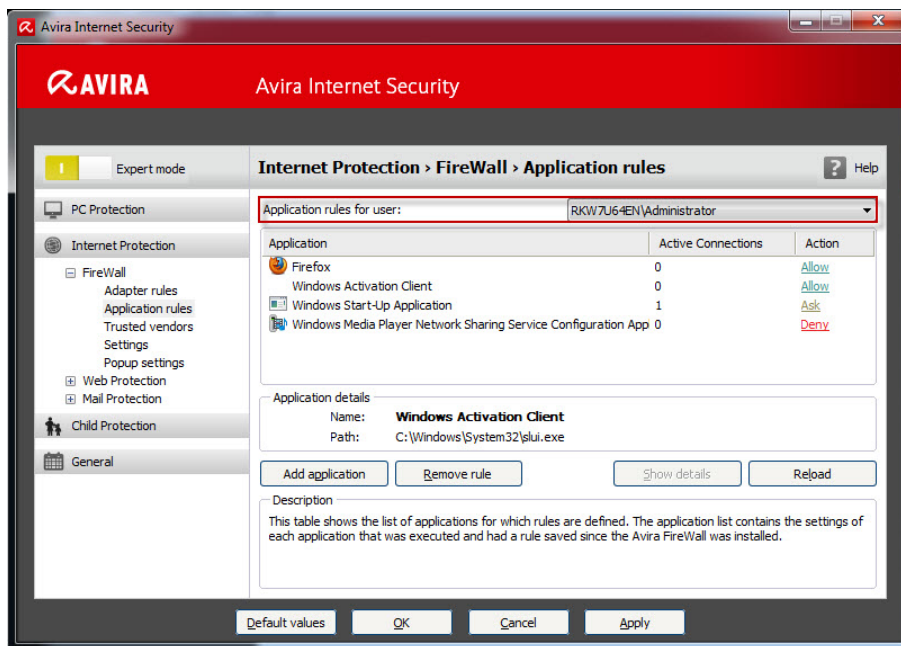 Avira Internet Security
AVIRA
Avira Internet Security
Expert mode
Internet Protection › FireWall › Application rules
? Help
PC Protection
Internet Protection
FireWall
Adapter rules
Application rules
Trusted vendors
Settings
Popup settings
Web Protection
Mail Protection
Child Protection
General
Application rules for user: RKW7U64EN\Administrator
Application Active Connections Action
Firefox 0 Allow
Windows Activation Client 0 Allow
Windows Start-Up Application 1 Ask
Windows Media Player Network Sharing Service Configuration App 0 Deny
Application details
Name: Windows Activation Client
Path: C:\Windows\System32\slui.exe
Add application Remove rule Show details Reload
Description
This table shows the list of applications for which rules are defined. The application list contains the settings of
each application that was executed and had a rule saved since the Avira FireWall was installed.
Default values OK Cancel Apply